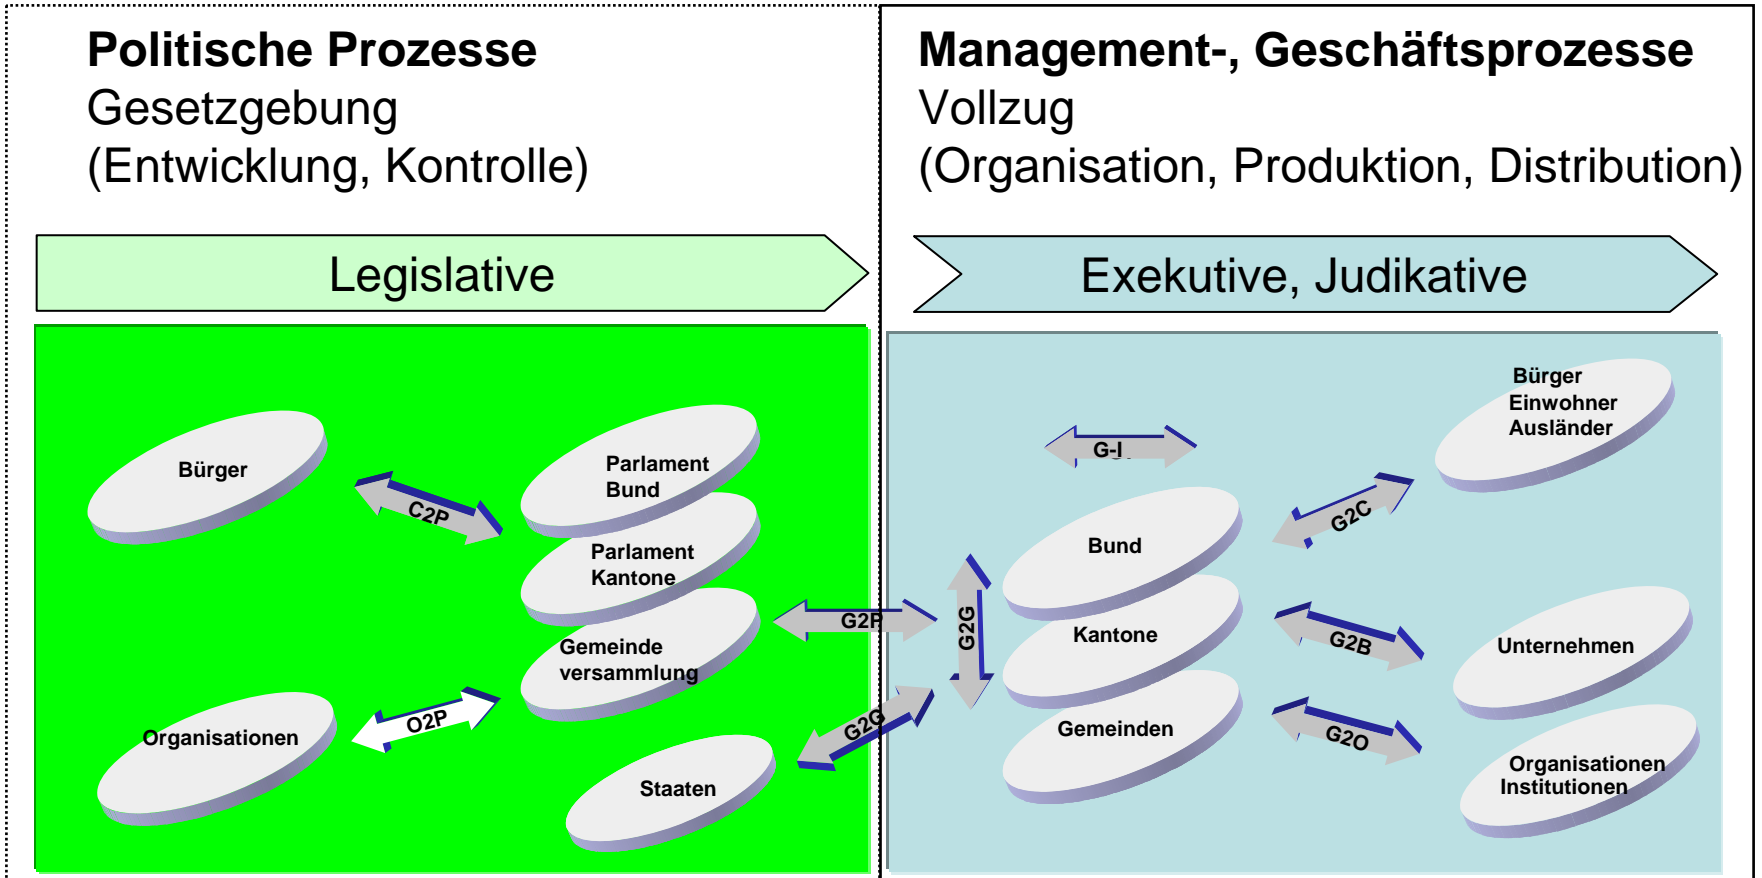 Politische Prozesse
Gesetzgebung
(Entwicklung, Kontrolle)
Management-, Geschäftsprozesse
Vollzug
(Organisation, Produktion, Distribution)
Legislative
Exekutive, Judikative
Bürger
C2P
Parlament
Bund
Parlament
Kantone
Gemeinde
versammlung
Organisationen
O2P
Staaten
G2P
G2G
G2G
G-I
Bund
Kantone
Gemeinden
G2C
G2B
G2O
Bürger
Einwohner
Ausländer
Unternehmen
Organisationen
Institutionen